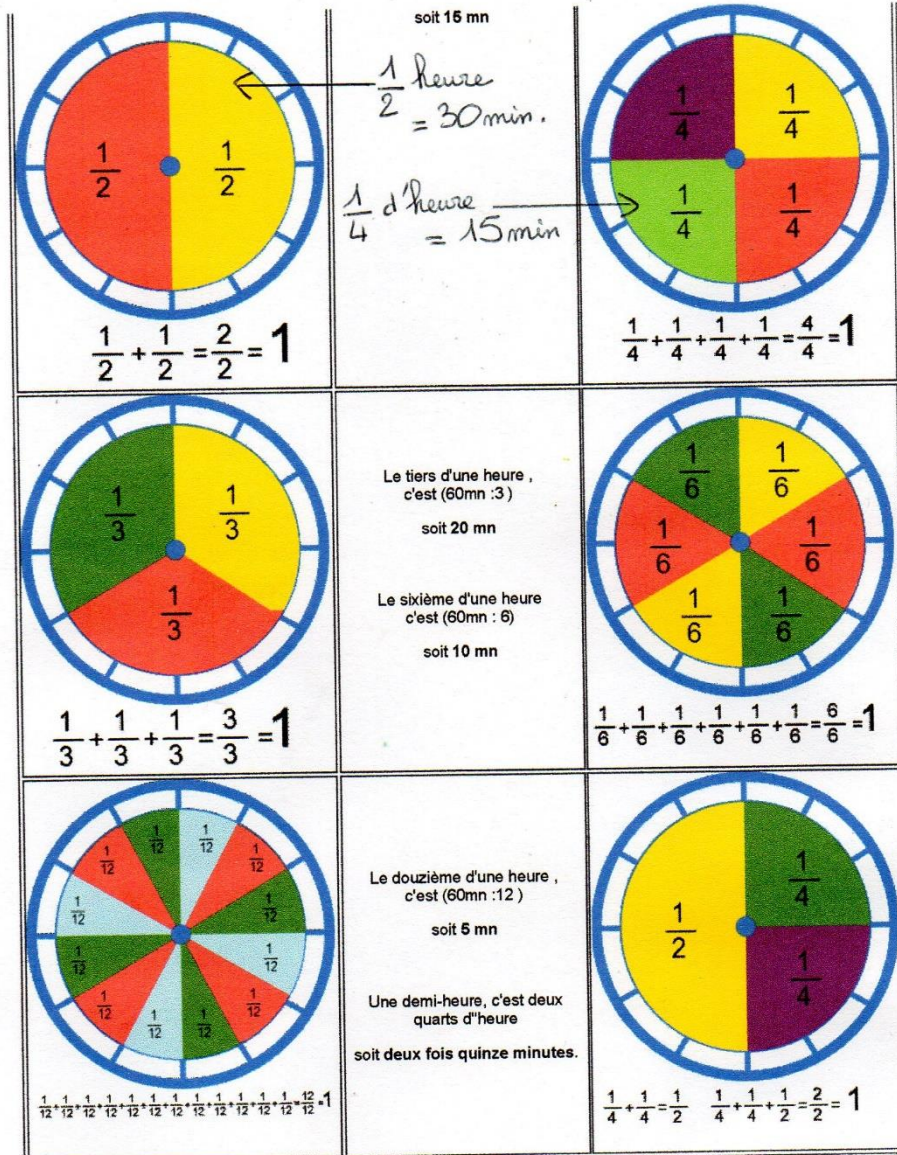 1/2 1/2
1/2 + 1/2 = 2/2 = 1
soit 15 mn
1/2 heure
= 30 min.
1/4 d'heure
= 15 min
1/4 1/4
1/4 1/4
1/4 + 1/4 + 1/4 + 1/4 = 4/4 = 1
1/3 1/3
1/3
1/3 + 1/3 + 1/3 = 3/3 = 1
Le tiers d'une heure ,
c'est (60mn :3 )
soit 20 mn
Le sixième d'une heure
c'est (60mn : 6)
soit 10 mn
1/6 1/6
1/6 1/6
1/6 1/6
1/6 + 1/6 + 1/6 + 1/6 + 1/6 + 1/6 = 6/6 = 1
1/12 1/12
1/12 1/12
1/12 1/12
1/12 1/12
1/12 1/12
1/12 1/12
1/12 + 1/12 + 1/12 + 1/12 + 1/12 + 1/12 + 1/12 + 1/12 + 1/12 + 1/12 + 1/12 + 1/12 = 12/12 = 1
Le douzième d'une heure ,
c'est (60mn :12 )
soit 5 mn
Une demi-heure, c'est deux
quarts d''heure
soit deux fois quinze minutes.
1/4
1/2
1/4
1/4 + 1/4 = 1/2 1/4 + 1/4 + 1/2 = 2/2 = 1